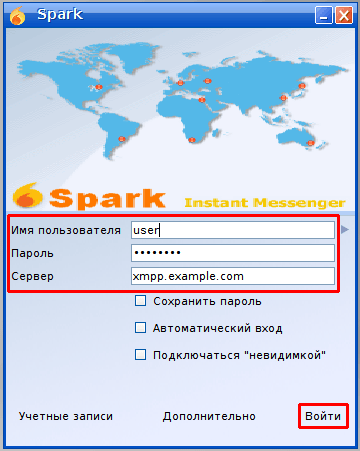 Spark
Spark Instant Messenger
Имя пользователя user
Пароль ••••••••
Сервер xmpp.example.com
Сохранить пароль
Автоматический вход
Подключаться "невидимкой"
Учетные записи Дополнительно Войти